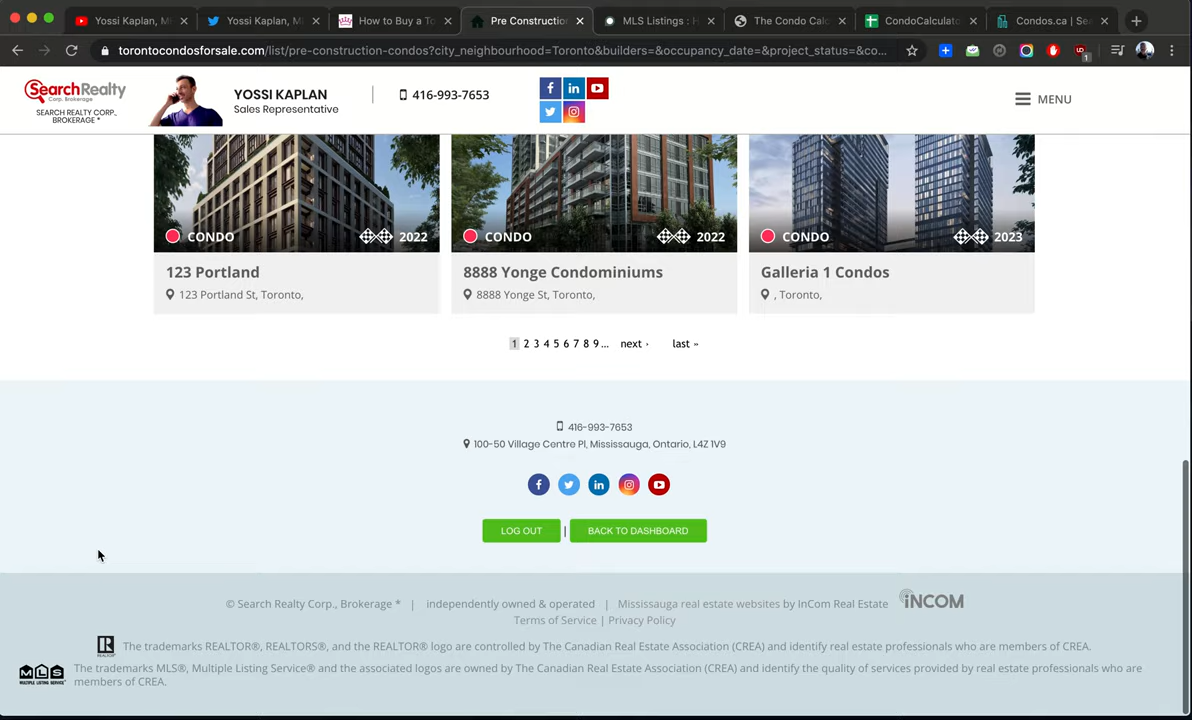 Yossi Kaplan, M
Yossi Kaplan, M
How to Buy a To
Pre Constructio
MLS Listings : H
The Condo Calc
CondoCalculato
Condos.ca | Sea
torontocondosforsale.com/list/pre-construction-condos?city_neighbourhood=Toronto&builders=&occupancy_date=&project_status=&co...
1
SearchRealty
Corp. Brokerage
SEARCH REALTY CORP.,
BROKERAGE *
YOSSI KAPLAN
Sales Representative
416-993-7653
MENU
CONDO 2022
CONDO 2022
CONDO 2023
123 Portland
8888 Yonge Condominiums
Galleria 1 Condos
123 Portland St, Toronto,
8888 Yonge St, Toronto,
, Toronto,
1 2 3 4 5 6 7 8 9 ... next › last »
416-993-7653
100-50 Village Centre Pl, Mississauga, Ontario, L4Z 1V9
LOG OUT | BACK TO DASHBOARD
© Search Realty Corp., Brokerage * | independently owned & operated | Mississauga real estate websites by InCom Real Estate INCOM
Terms of Service | Privacy Policy
The trademarks REALTOR®, REALTORS®, and the REALTOR® logo are controlled by The Canadian Real Estate Association (CREA) and identify real estate professionals who are members of CREA.
The trademarks MLS®, Multiple Listing Service® and the associated logos are owned by The Canadian Real Estate Association (CREA) and identify the quality of services provided by real estate professionals who are
members of CREA.